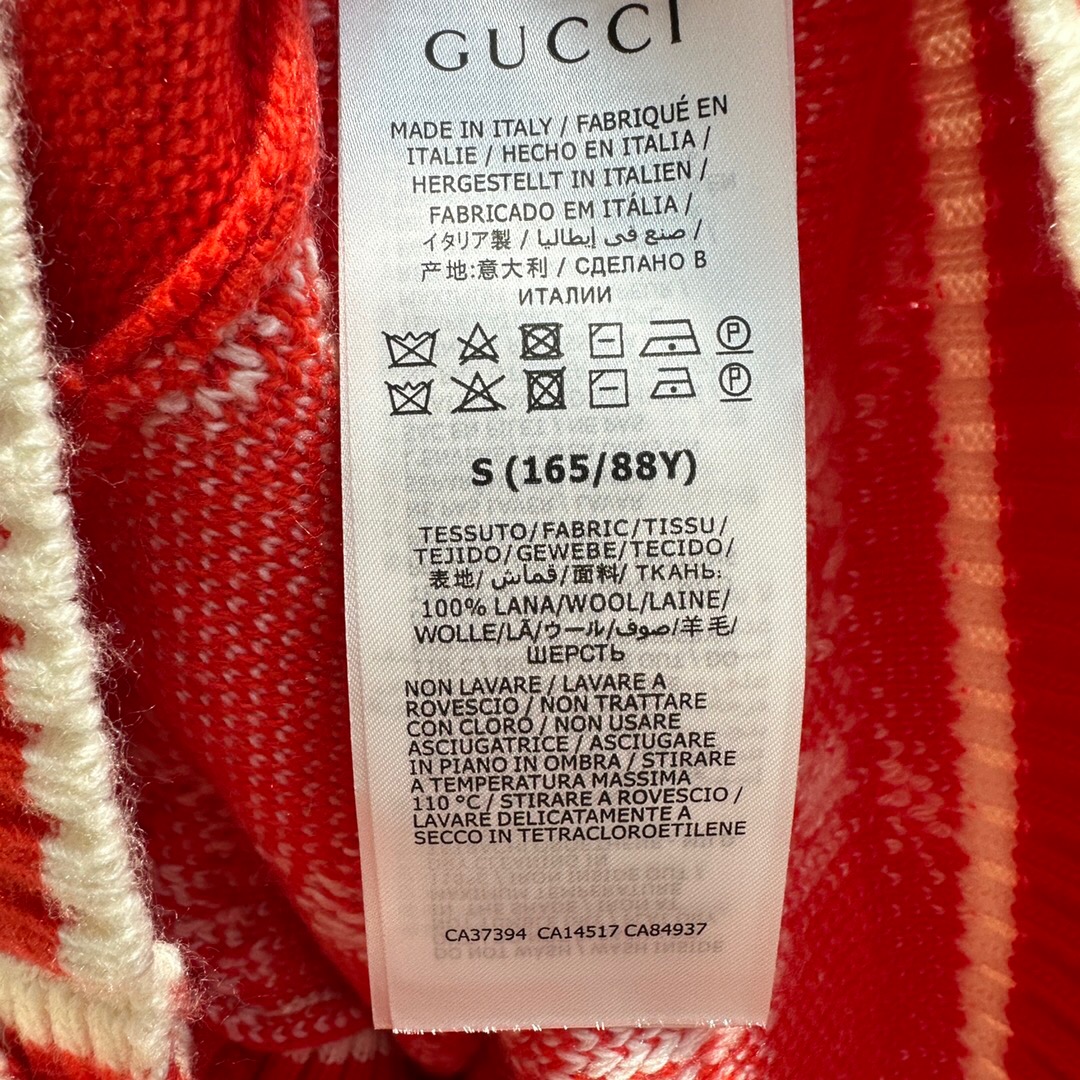 GUCCI
MADE IN ITALY / FABRIQUÉ EN
ITALIE / HECHO EN ITALIA /
HERGESTELLT IN ITALIEN /
FABRICADO EM ITÁLIA /
イタリア製 / صنع في إيطاليا /
产地:意大利 / СДЕЛАНО В
ИТАЛИИ
P
P
S (165/88Y)
TESSUTO/FABRIC/TISSU/
TEJIDO/GEWEBE/TECIDO/
表地/ قماش/面料/ ТКАНЬ:
100% LANA/WOOL/LAINE/
WOLLE/LÃ/ウール/صوف/羊毛/
ШЕРСТЬ
NON LAVARE / LAVARE A
ROVESCIO / NON TRATTARE
CON CLORO / NON USARE
ASCIUGATRICE / ASCIUGARE
IN PIANO IN OMBRA / STIRARE
A TEMPERATURA MASSIMA
110 °C / STIRARE A ROVESCIO /
LAVARE DELICATAMENTE A
SECCO IN TETRACLOROETILENE
CA37394 CA14517 CA84937